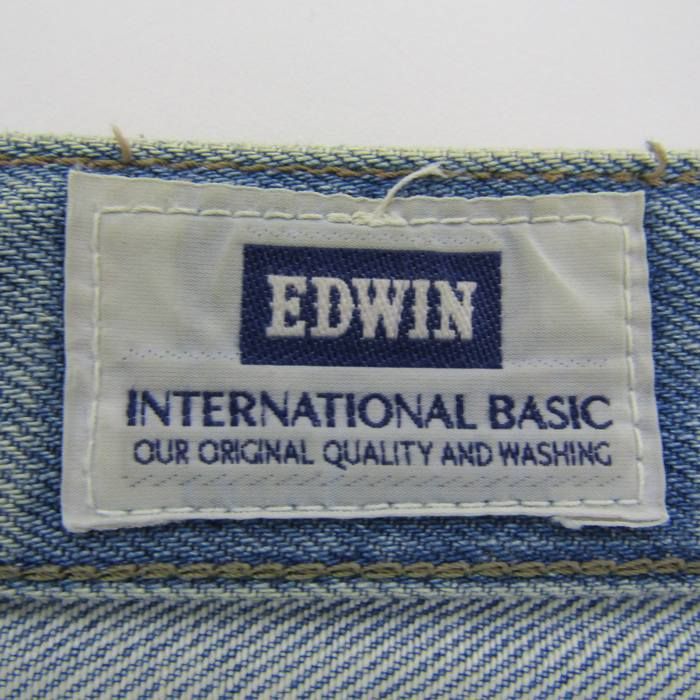 EDWIN
INTERNATIONAL BASIC
OUR ORIGINAL QUALITY AND WASHING